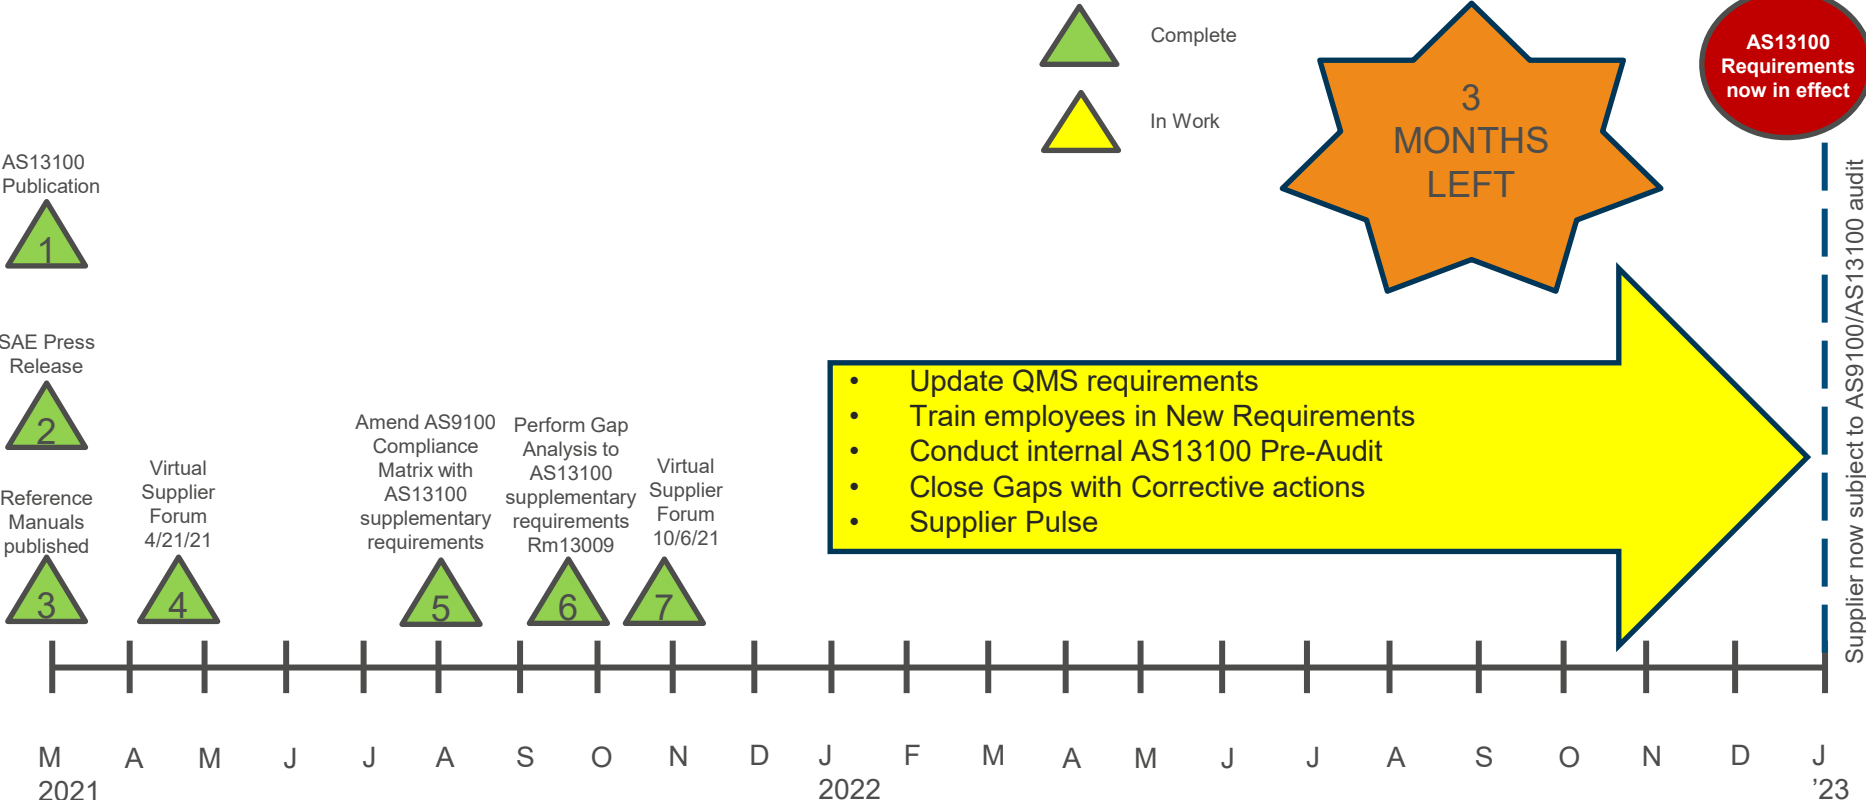 Complete
In Work
3
MONTHS
LEFT
AS13100
Requirements
now in effect
AS13100
Publication
1
SAE Press
Release
2
Reference
Manuals
published
3
Virtual
Supplier
Forum
4/21/21
4
Amend AS9100
Compliance
Matrix with
AS13100
supplementary
requirements
5
Perform Gap
Analysis to
AS13100
supplementary
requirements
Rm13009
6
Virtual
Supplier
Forum
10/6/21
7
• Update QMS requirements
• Train employees in New Requirements
• Conduct internal AS13100 Pre-Audit
• Close Gaps with Corrective actions
• Supplier Pulse
Supplier now subject to AS9100/AS13100 audit
M A M J J A S O N D J F M A M J J A S O N D J
2021 2022 ’23